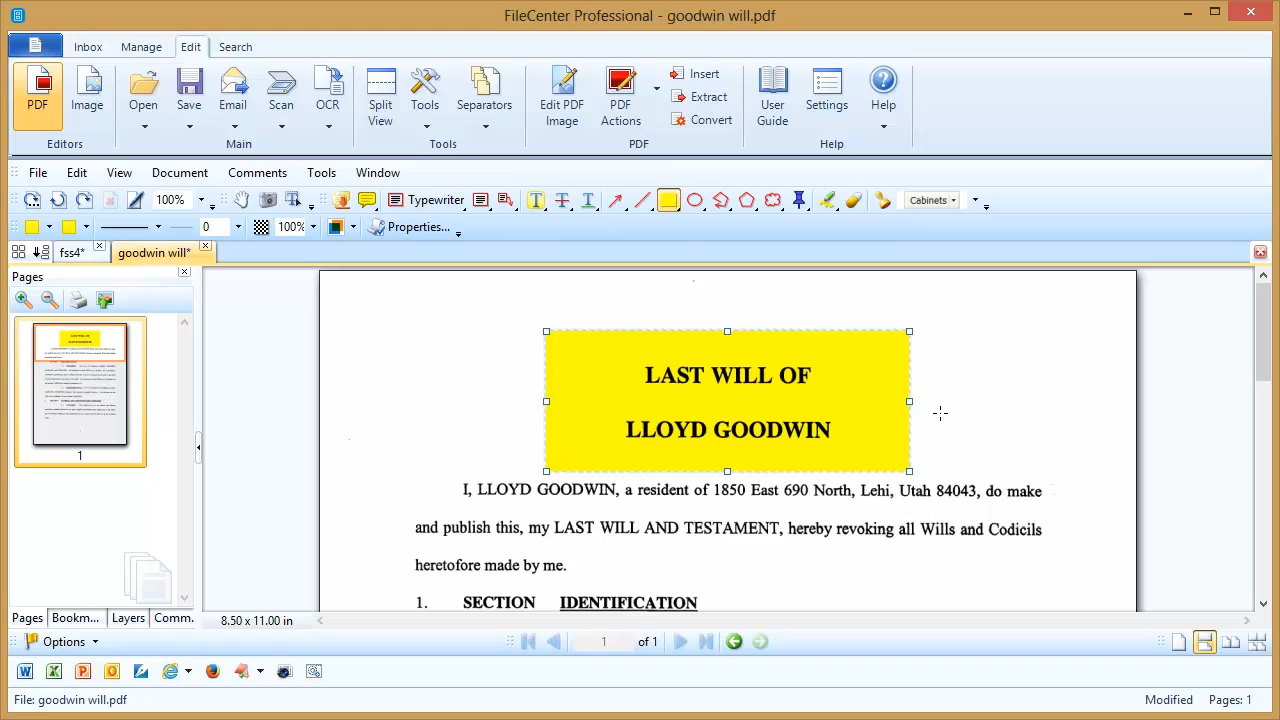 FileCenter Professional - goodwin will.pdf
Inbox Manage Edit Search
PDF Image Open Save Email Scan OCR Split View Tools Separators Edit PDF Image PDF Actions Insert Extract Convert User Guide Settings Help
Editors Main Tools PDF Help
File Edit View Document Comments Tools Window
100% Typewriter T T T Cabinets
0 100% Properties...
fss4* goodwin will*
Pages
1
LAST WILL OF
LLOYD GOODWIN
I, LLOYD GOODWIN, a resident of 1850 East 690 North, Lehi, Utah 84043, do make
and publish this, my LAST WILL AND TESTAMENT, hereby revoking all Wills and Codicils
heretofore made by me.
1. SECTION IDENTIFICATION
Pages Bookm... Layers Comm.
8.50 x 11.00 in
Options 1 of 1
File: goodwin will.pdf Modified Pages: 1